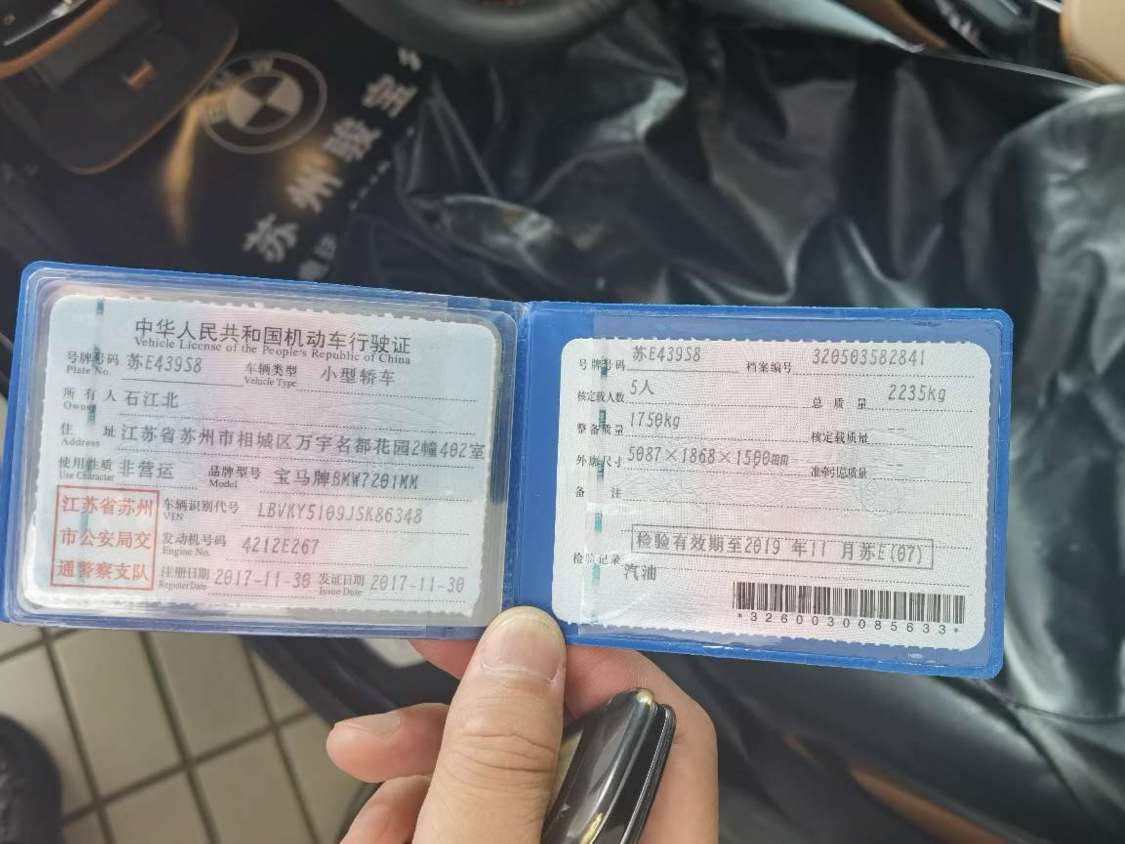 BMW
苏州骏宝
中华人民共和国机动车行驶证
Vehicle License of the People's Republic of China
号牌号码 苏E439S8 车辆类型 小型轿车
Plate No. Vehicle Type
所有人 石江北
Owner
住址 江苏省苏州市相城区万宇名都花园2幢402室
Address
使用性质 非营运 品牌型号 宝马牌BMW7201MM
Use Character Model
江苏省苏州
市公安局交
通警察支队
车辆识别代号 LBVKY5109JSK86348
VIN
发动机号码 4212E267
Engine No.
注册日期 2017-11-30 发证日期 2017-11-30
Register Date Issue Date
号牌号码 苏E439S8 档案编号 320503582841
核定载人数 5人 总质量 2235kg
整备质量 1750kg 核定载质量 --
外廓尺寸 5087×1868×1500mm 准牵引总质量 --
备注
检验有效期至2019 年11 月苏E(07)
检验记录
汽油
*3260030085633*